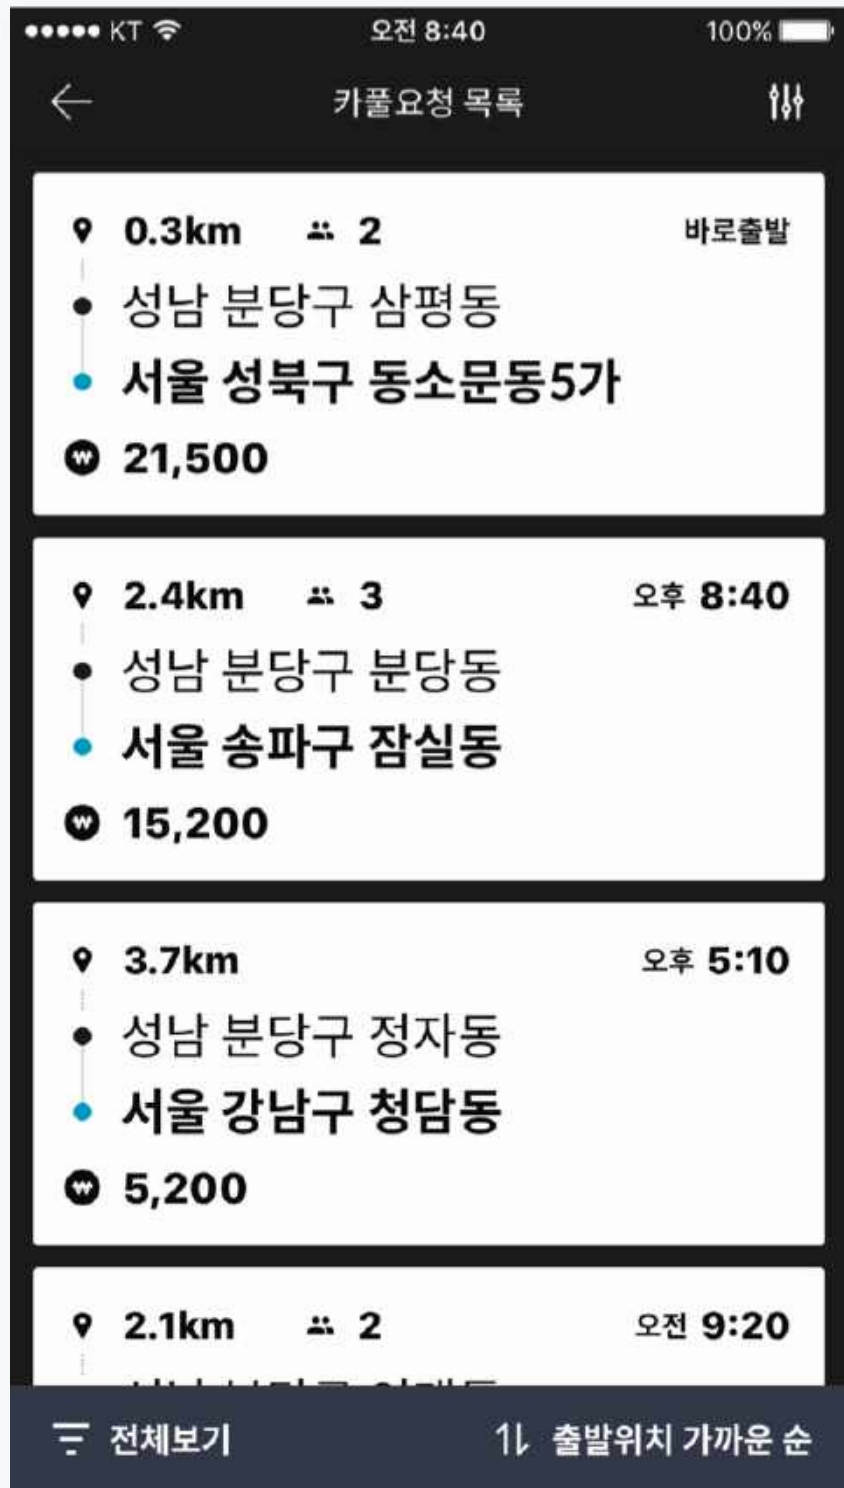 KT 오전 8:40 100%
카풀요청 목록
0.3km 2 바로출발
성남 분당구 삼평동
서울 성북구 동소문동5가
₩ 21,500
2.4km 3 오후 8:40
성남 분당구 분당동
서울 송파구 잠실동
₩ 15,200
3.7km 오후 5:10
성남 분당구 정자동
서울 강남구 청담동
₩ 5,200
2.1km 2 오전 9:20
전체보기 출발위치 가까운 순